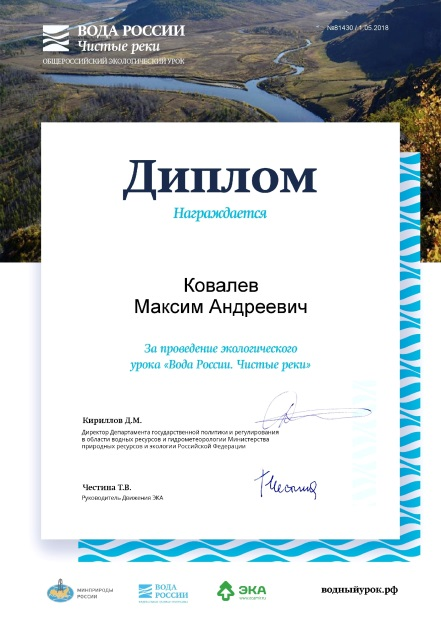 №81430 / 1.05.2018
ВОДА РОССИИ
Чистые реки
ОБЩЕРОССИЙСКИЙ ЭКОЛОГИЧЕСКИЙ УРОК
Диплом
Награждается
Ковалев
Максим Андреевич
За проведение экологического
урока «Вода России. Чистые реки»
Кириллов Д.М.
Директор Департамента государственной политики и регулирования
в области водных ресурсов и гидрометеорологии Министерства
природных ресурсов и экологии Российской Федерации
Честина Т.В.
Руководитель Движения ЭКА
МИНПРИРОДЫ
РОССИИ
ВОДА
РОССИИ
ЭКА
водныйурок.рф